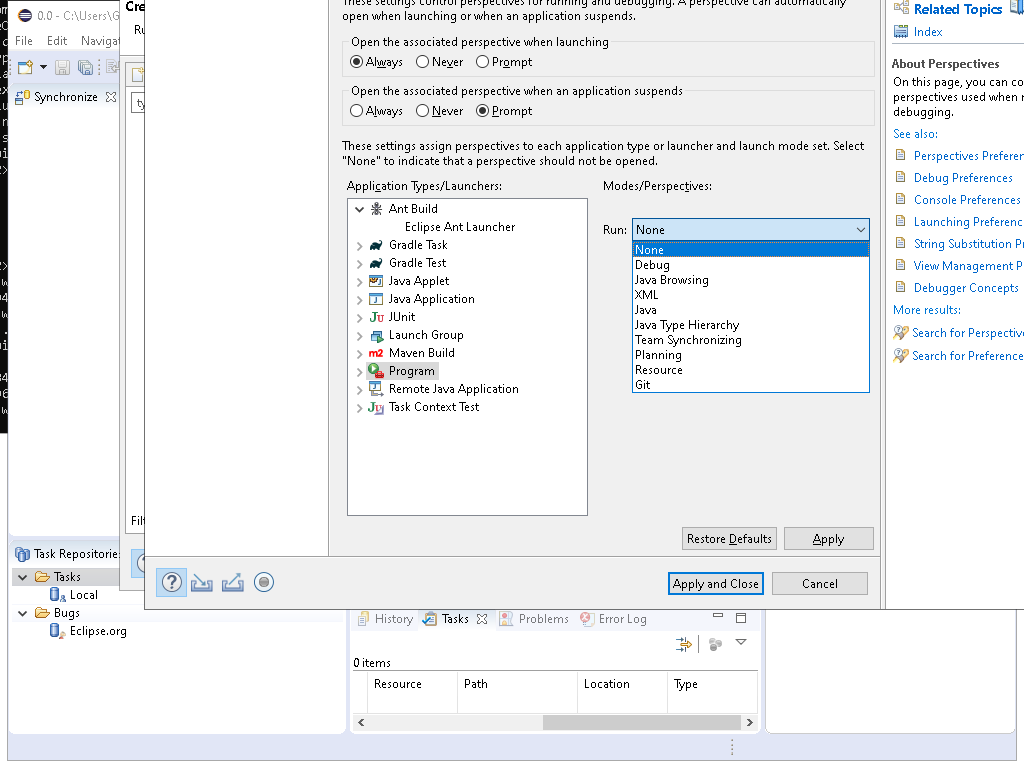 These settings control perspectives for running and debugging. A perspective can automatically
open when launching or when an application suspends.
Open the associated perspective when launching
Always Never Prompt
Open the associated perspective when an application suspends
Always Never Prompt
These settings assign perspectives to each application type or launcher and launch mode set. Select
"None" to indicate that a perspective should not be opened.
Application Types/Launchers:
Ant Build
Eclipse Ant Launcher
Gradle Task
Gradle Test
Java Applet
Java Application
JUnit
Launch Group
Maven Build
Program
Remote Java Application
Task Context Test
Modes/Perspectives:
Run: None
None
Debug
Java Browsing
XML
Java
Java Type Hierarchy
Team Synchronizing
Planning
Resource
Git
Restore Defaults Apply
Apply and Close Cancel
Related Topics
Index
About Perspectives
On this page, you can co
perspectives used when r
debugging.
See also:
Perspectives Preferen
Debug Preferences
Console Preferences
Launching Preferenc
String Substitution Pr
View Management P
Debugger Concepts
More results:
Search for Perspective
Search for Preference
0.0 - C:\Users\G
File Edit Navigat
Synchronize
Cre
Ru
ty
Filt
Task Repositories
Tasks
Local
Bugs
Eclipse.org
History Tasks Problems Error Log
0 items
Resource Path Location Type